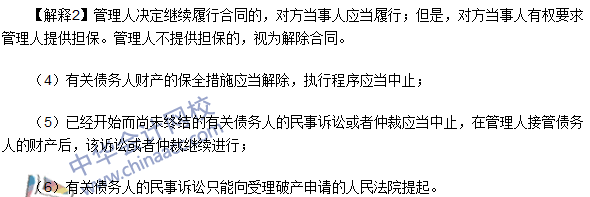 【解释2】管理人决定继续履行合同的，对方当事人应当履行；但是，对方当事人有权要求
管理人提供担保。管理人不提供担保的，视为解除合同。
（4）有关债务人财产的保全措施应当解除，执行程序应当中止；
（5）已经开始而尚未终结的有关债务人的民事诉讼或者仲裁应当中止，在管理人接管债务
人的财产后，该诉讼或者仲裁继续进行；
（6）有关债务人的民事诉讼只能向受理破产申请的人民法院提起。
中华会计网校
www.chinaacc.com